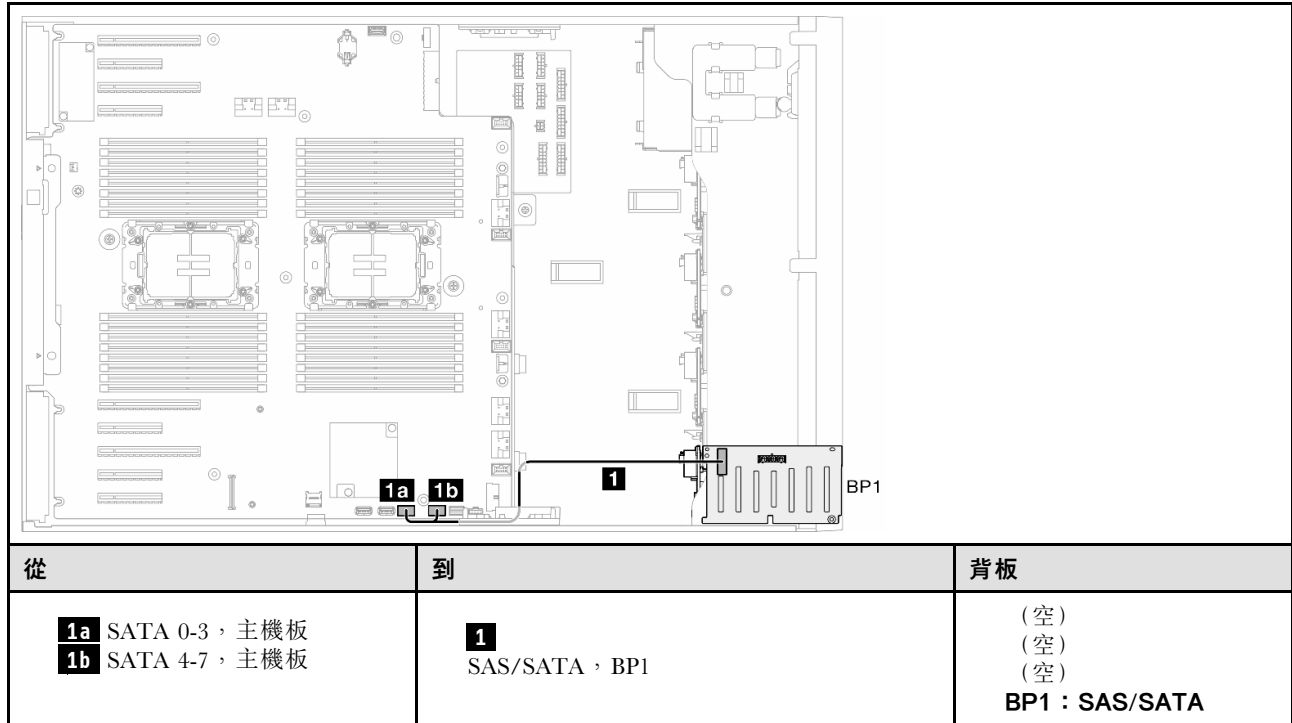 1a 1b
1
BP1
從 到 背板
1a SATA 0-3，主機板
1b SATA 4-7，主機板
1
SAS/SATA，BP1
（空）
（空）
（空）
BP1：SAS/SATA